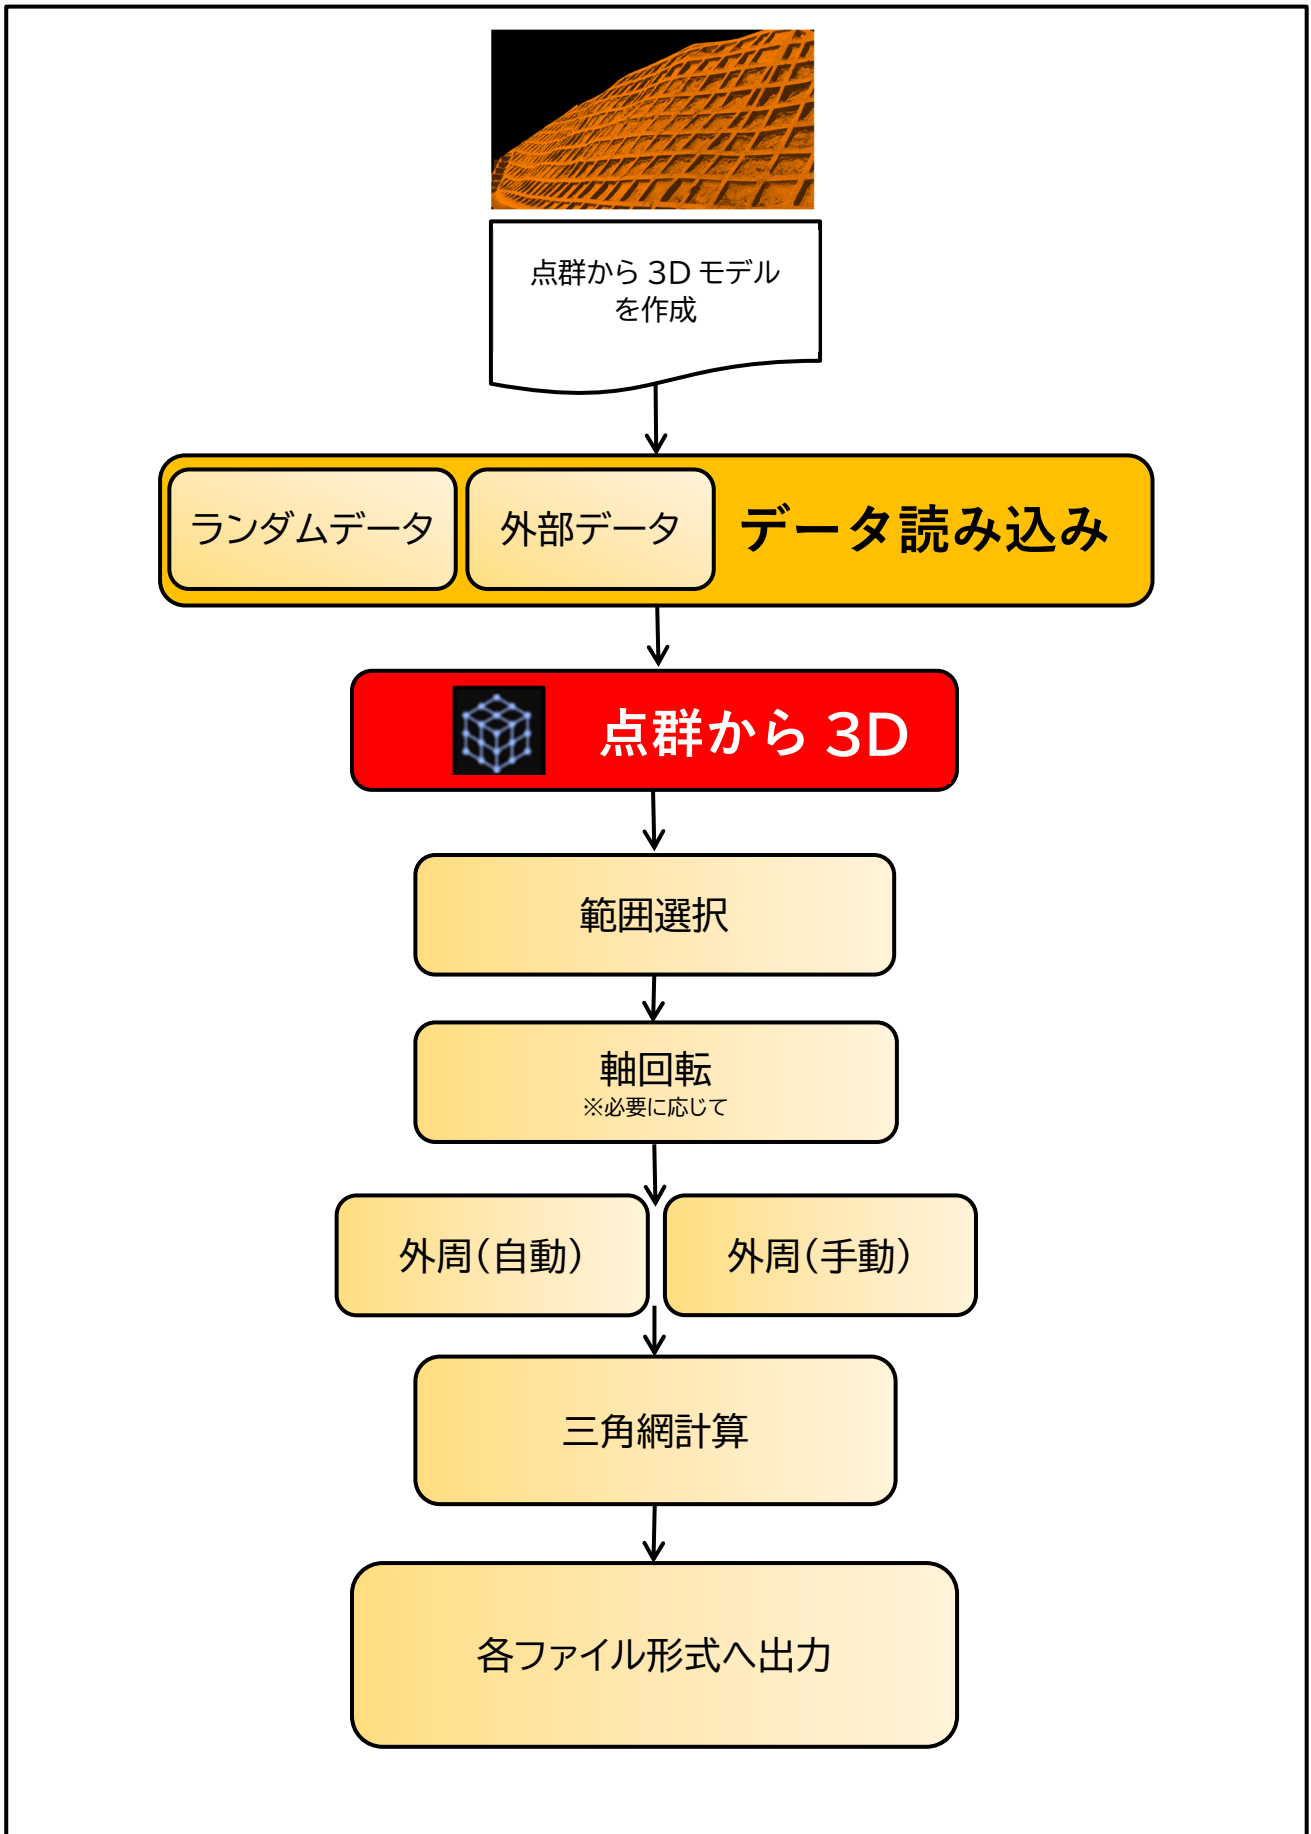 点群から 3D モデル
を作成
ランダムデータ
外部データ
データ読み込み
点群から 3D
範囲選択
軸回転
※必要に応じて
外周(自動)
外周(手動)
三角網計算
各ファイル形式へ出力